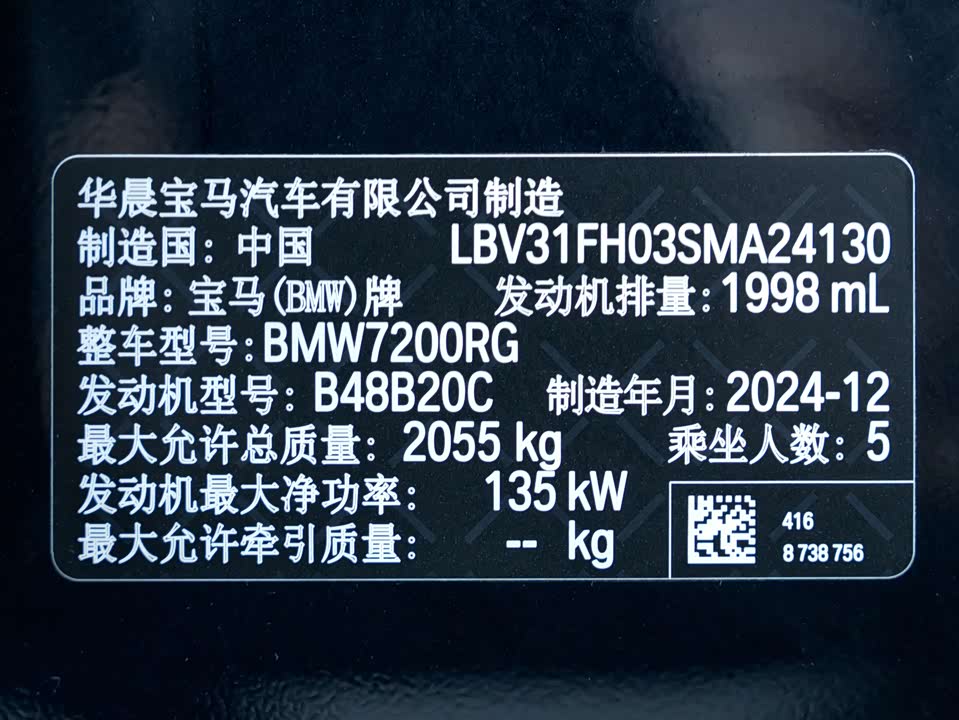 华晨宝马汽车有限公司制造
制造国：中国 LBV31FH03SMA24130
品牌：宝马(BMW)牌 发动机排量：1998 mL
整车型号：BMW7200RG
发动机型号：B48B20C 制造年月：2024-12
最大允许总质量：2055 kg 乘坐人数：5
发动机最大净功率：135 kW
最大允许牵引质量：-- kg
416
8 738 756